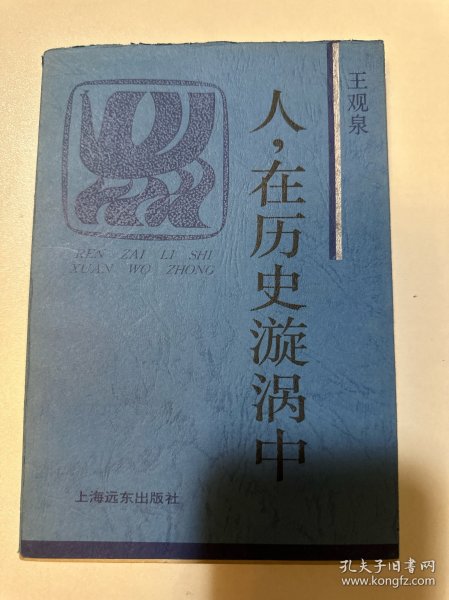 王观泉
人,在历史漩涡中
REN ZAI LI SHI
XUAN WO ZHONG
上海远东出版社
孔夫子旧书网
www.kongfz.com